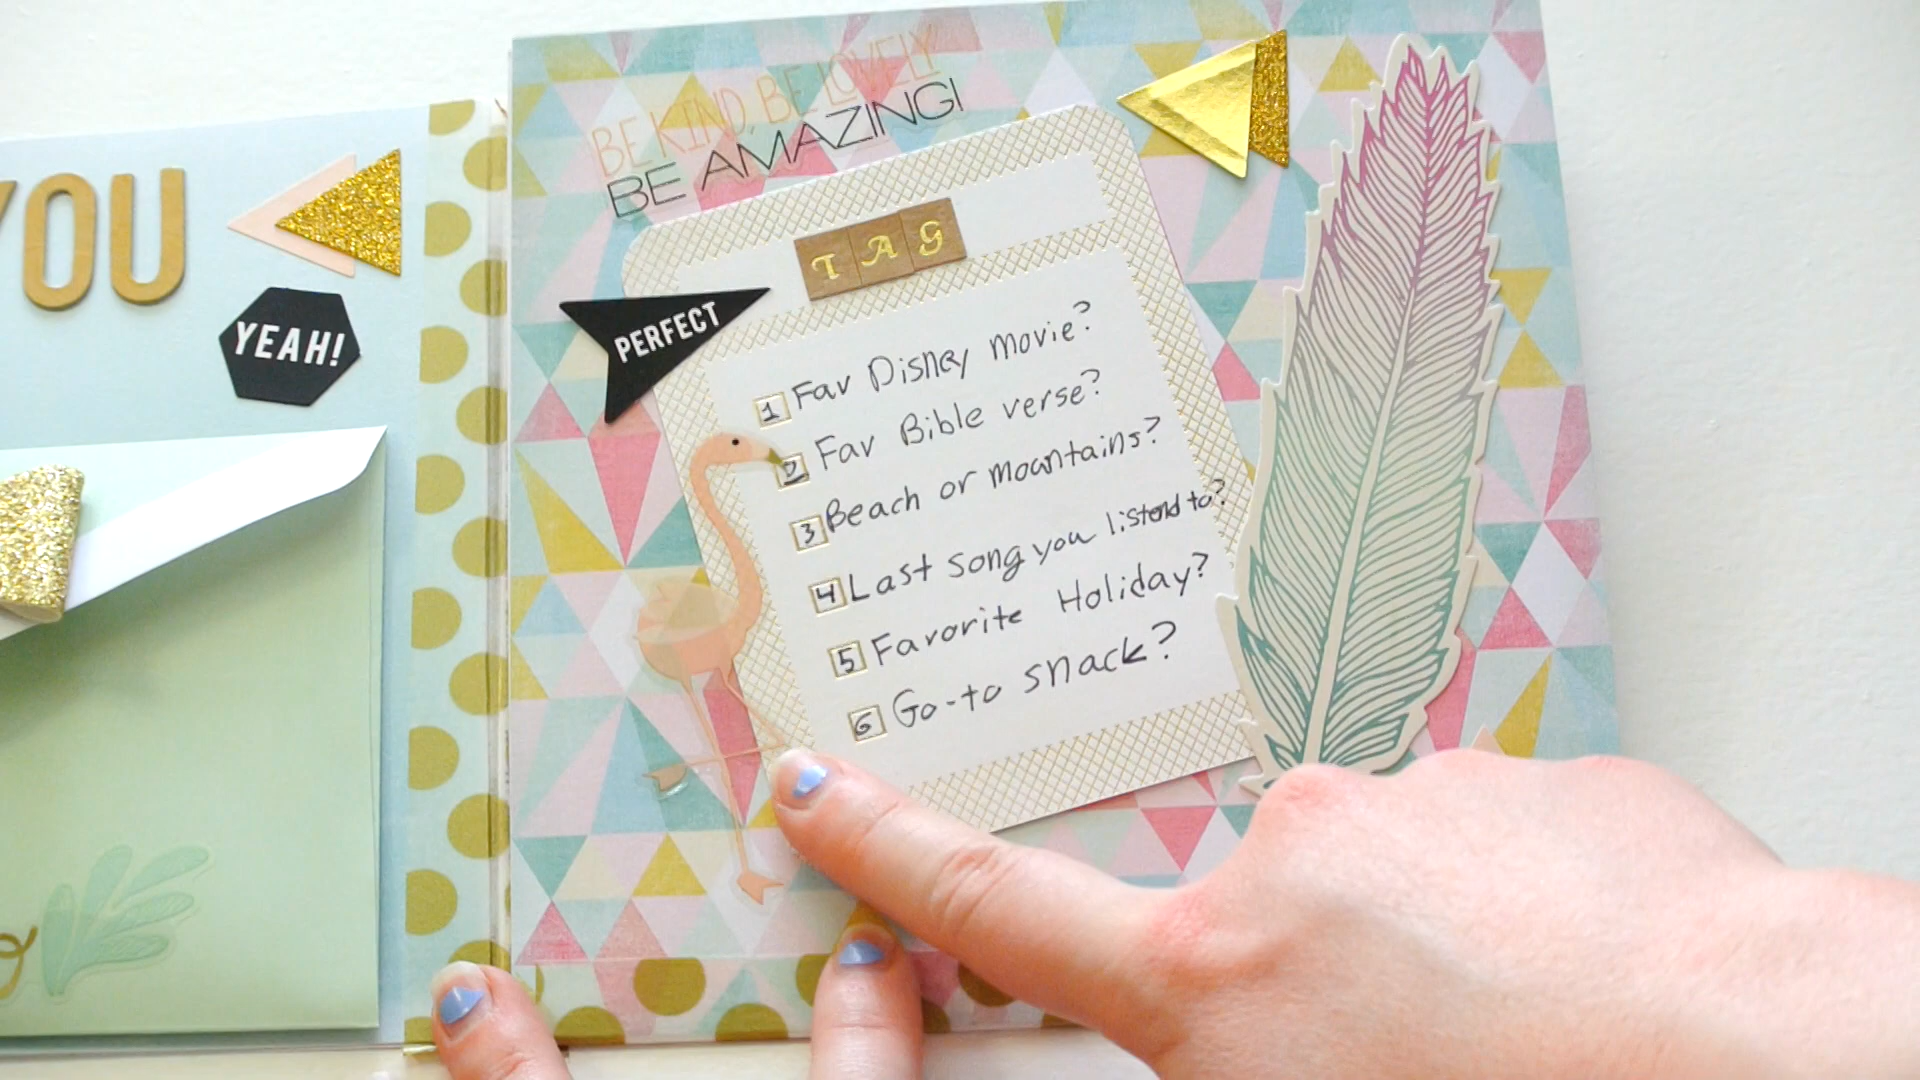 YOU
YEAH!
BE KIND, BE LOVELY
BE AMAZING!
TAG
PERFECT
1 Fav Disney movie?
2 Fav Bible verse?
3 Beach or mountains?
4 Last song you listend to?
5 Favorite Holiday?
6 Go-to snack?